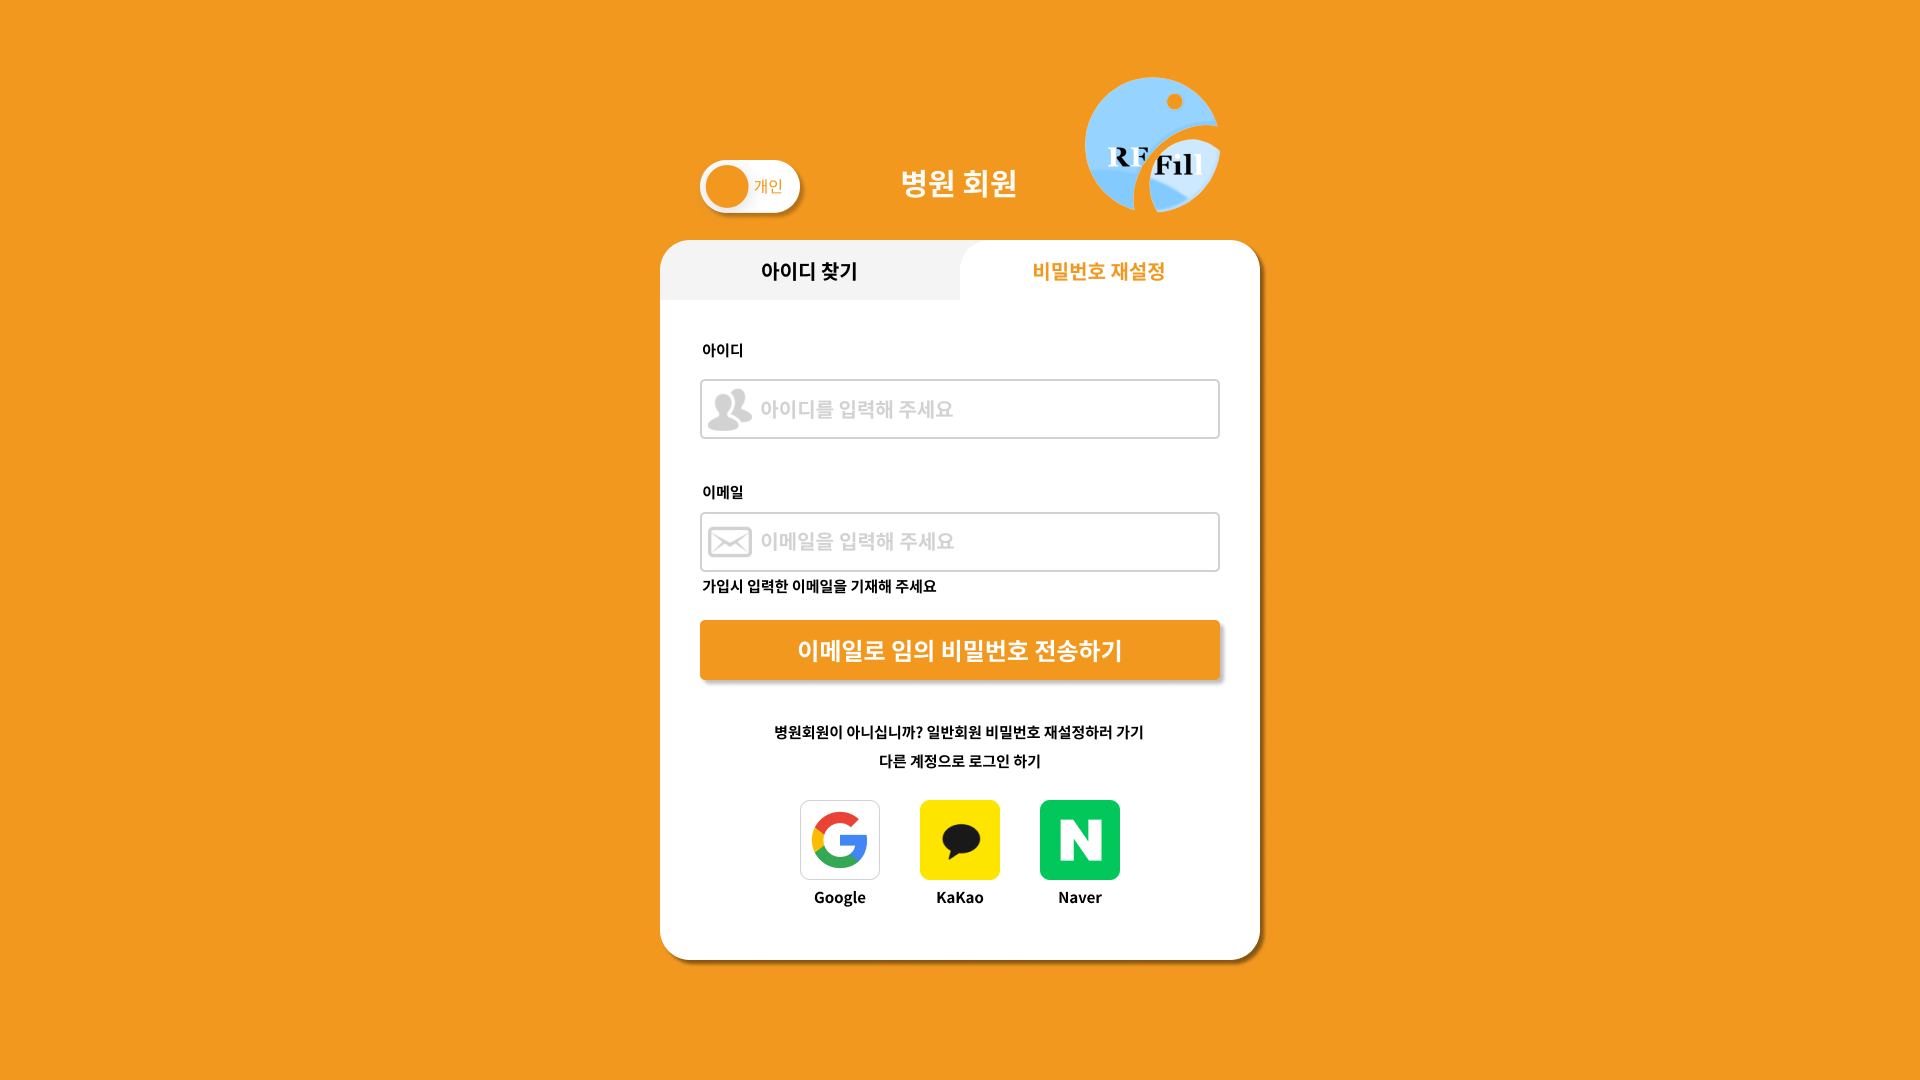 개인
병원 회원
RF Fill
아이디 찾기
비밀번호 재설정
아이디
아이디를 입력해 주세요
이메일
이메일을 입력해 주세요
가입시 입력한 이메일을 기재해 주세요
이메일로 임의 비밀번호 전송하기
병원회원이 아니십니까? 일반회원 비밀번호 재설정하러 가기
다른 계정으로 로그인 하기
Google
KaKao
Naver